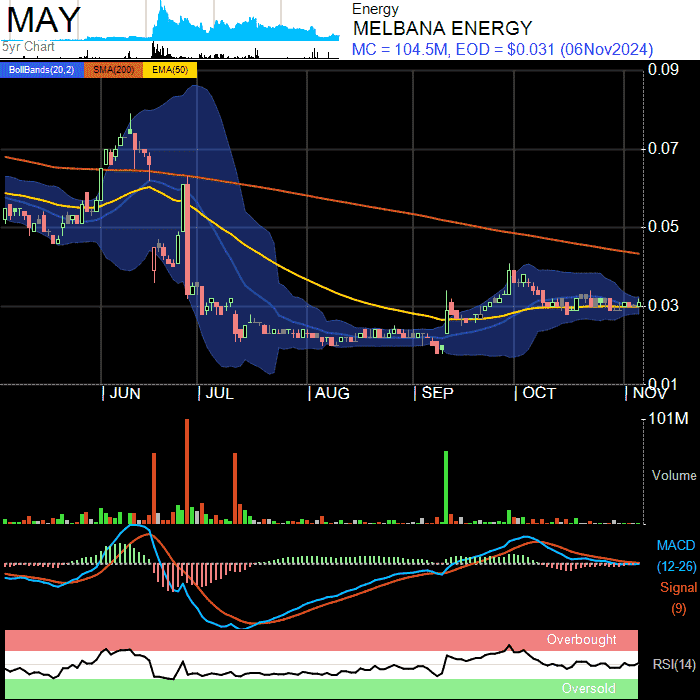 MAY
5yr Chart
Energy
MELBANA ENERGY
MC = 104.5M, EOD = $0.031 (06Nov2024)
BollBands(20,2) SMA(200) EMA(50)
0.09
0.07
0.05
0.03
0.01
JUN JUL AUG SEP OCT NOV
101M
Volume
MACD
(12-26)
Signal
(9)
Overbought
RSI(14)
Oversold